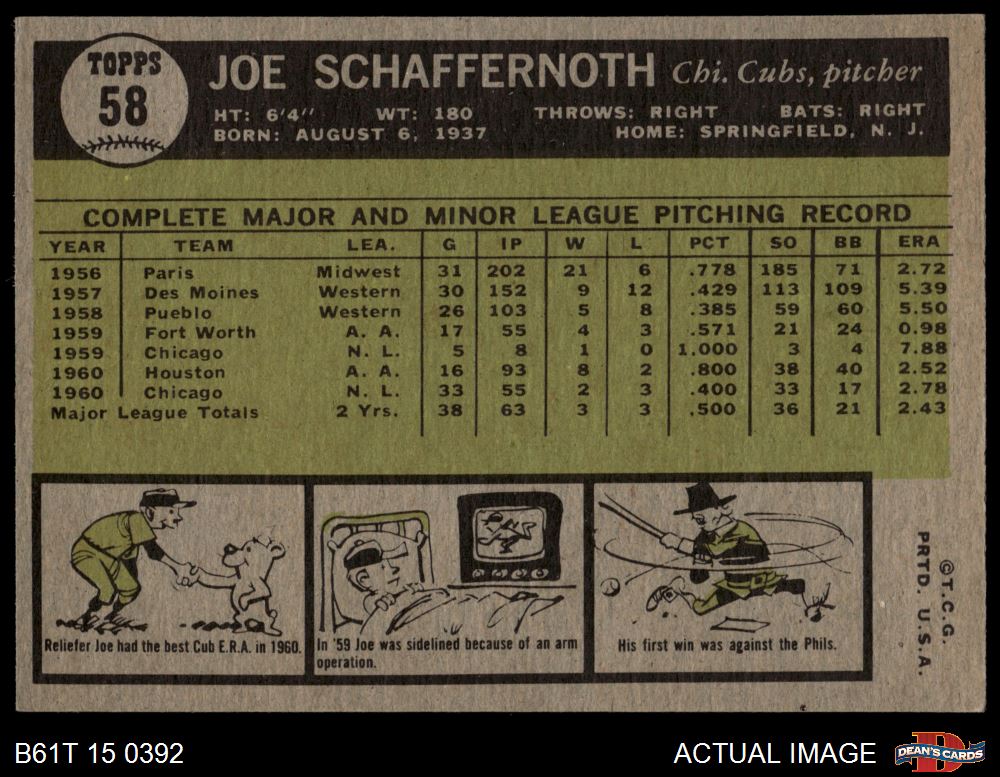 TOPPS
58
JOE SCHAFFERNOTH Chi. Cubs, pitcher
HT: 6'4" WT: 180 THROWS: RIGHT BATS: RIGHT
BORN: AUGUST 6, 1937 HOME: SPRINGFIELD, N. J.
COMPLETE MAJOR AND MINOR LEAGUE PITCHING RECORD
YEAR TEAM LEA. G IP W L PCT SO BB ERA
1956 Paris Midwest 31 202 21 6 .778 185 71 2.72
1957 Des Moines Western 30 152 9 12 .429 113 109 5.39
1958 Pueblo Western 26 103 5 8 .385 59 60 5.50
1959 Fort Worth A. A. 17 55 4 3 .571 21 24 0.98
1959 Chicago N. L. 5 8 1 0 1.000 3 4 7.88
1960 Houston A. A. 16 93 8 2 .800 38 40 2.52
1960 Chicago N. L. 33 55 2 3 .400 33 17 2.78
Major League Totals 2 Yrs. 38 63 3 3 .500 36 21 2.43
Reliefer Joe had the best Cub E.R.A. in 1960.
In '59 Joe was sidelined because of an arm
operation.
His first win was against the Phils.
©T.C.G.
PRTD. U.S.A.
B61T 15 0392
ACTUAL IMAGE
D
DEAN'S CARDS